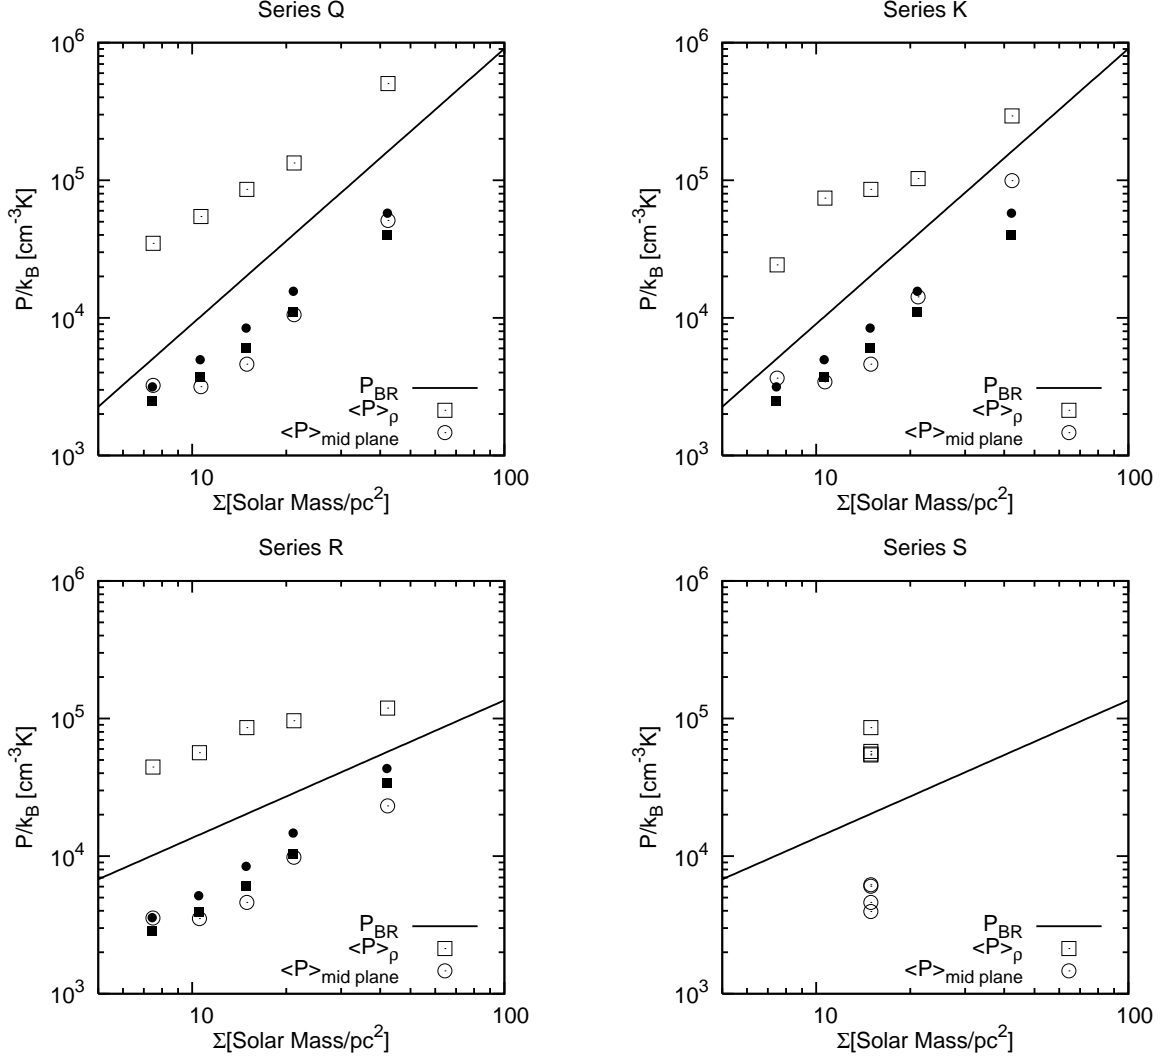 Series Q
10^6
10^5
10^4
10^3
P/k_B [cm^-3K]
P_BR
<P>_ρ
<P>_mid plane
10
100
Σ[Solar Mass/pc^2]
Series K
10^6
10^5
10^4
10^3
P/k_B [cm^-3K]
P_BR
<P>_ρ
<P>_mid plane
10
100
Σ[Solar Mass/pc^2]
Series R
10^6
10^5
10^4
10^3
P/k_B [cm^-3K]
P_BR
<P>_ρ
<P>_mid plane
10
100
Σ[Solar Mass/pc^2]
Series S
10^6
10^5
10^4
10^3
P/k_B [cm^-3K]
P_BR
<P>_ρ
<P>_mid plane
10
100
Σ[Solar Mass/pc^2]